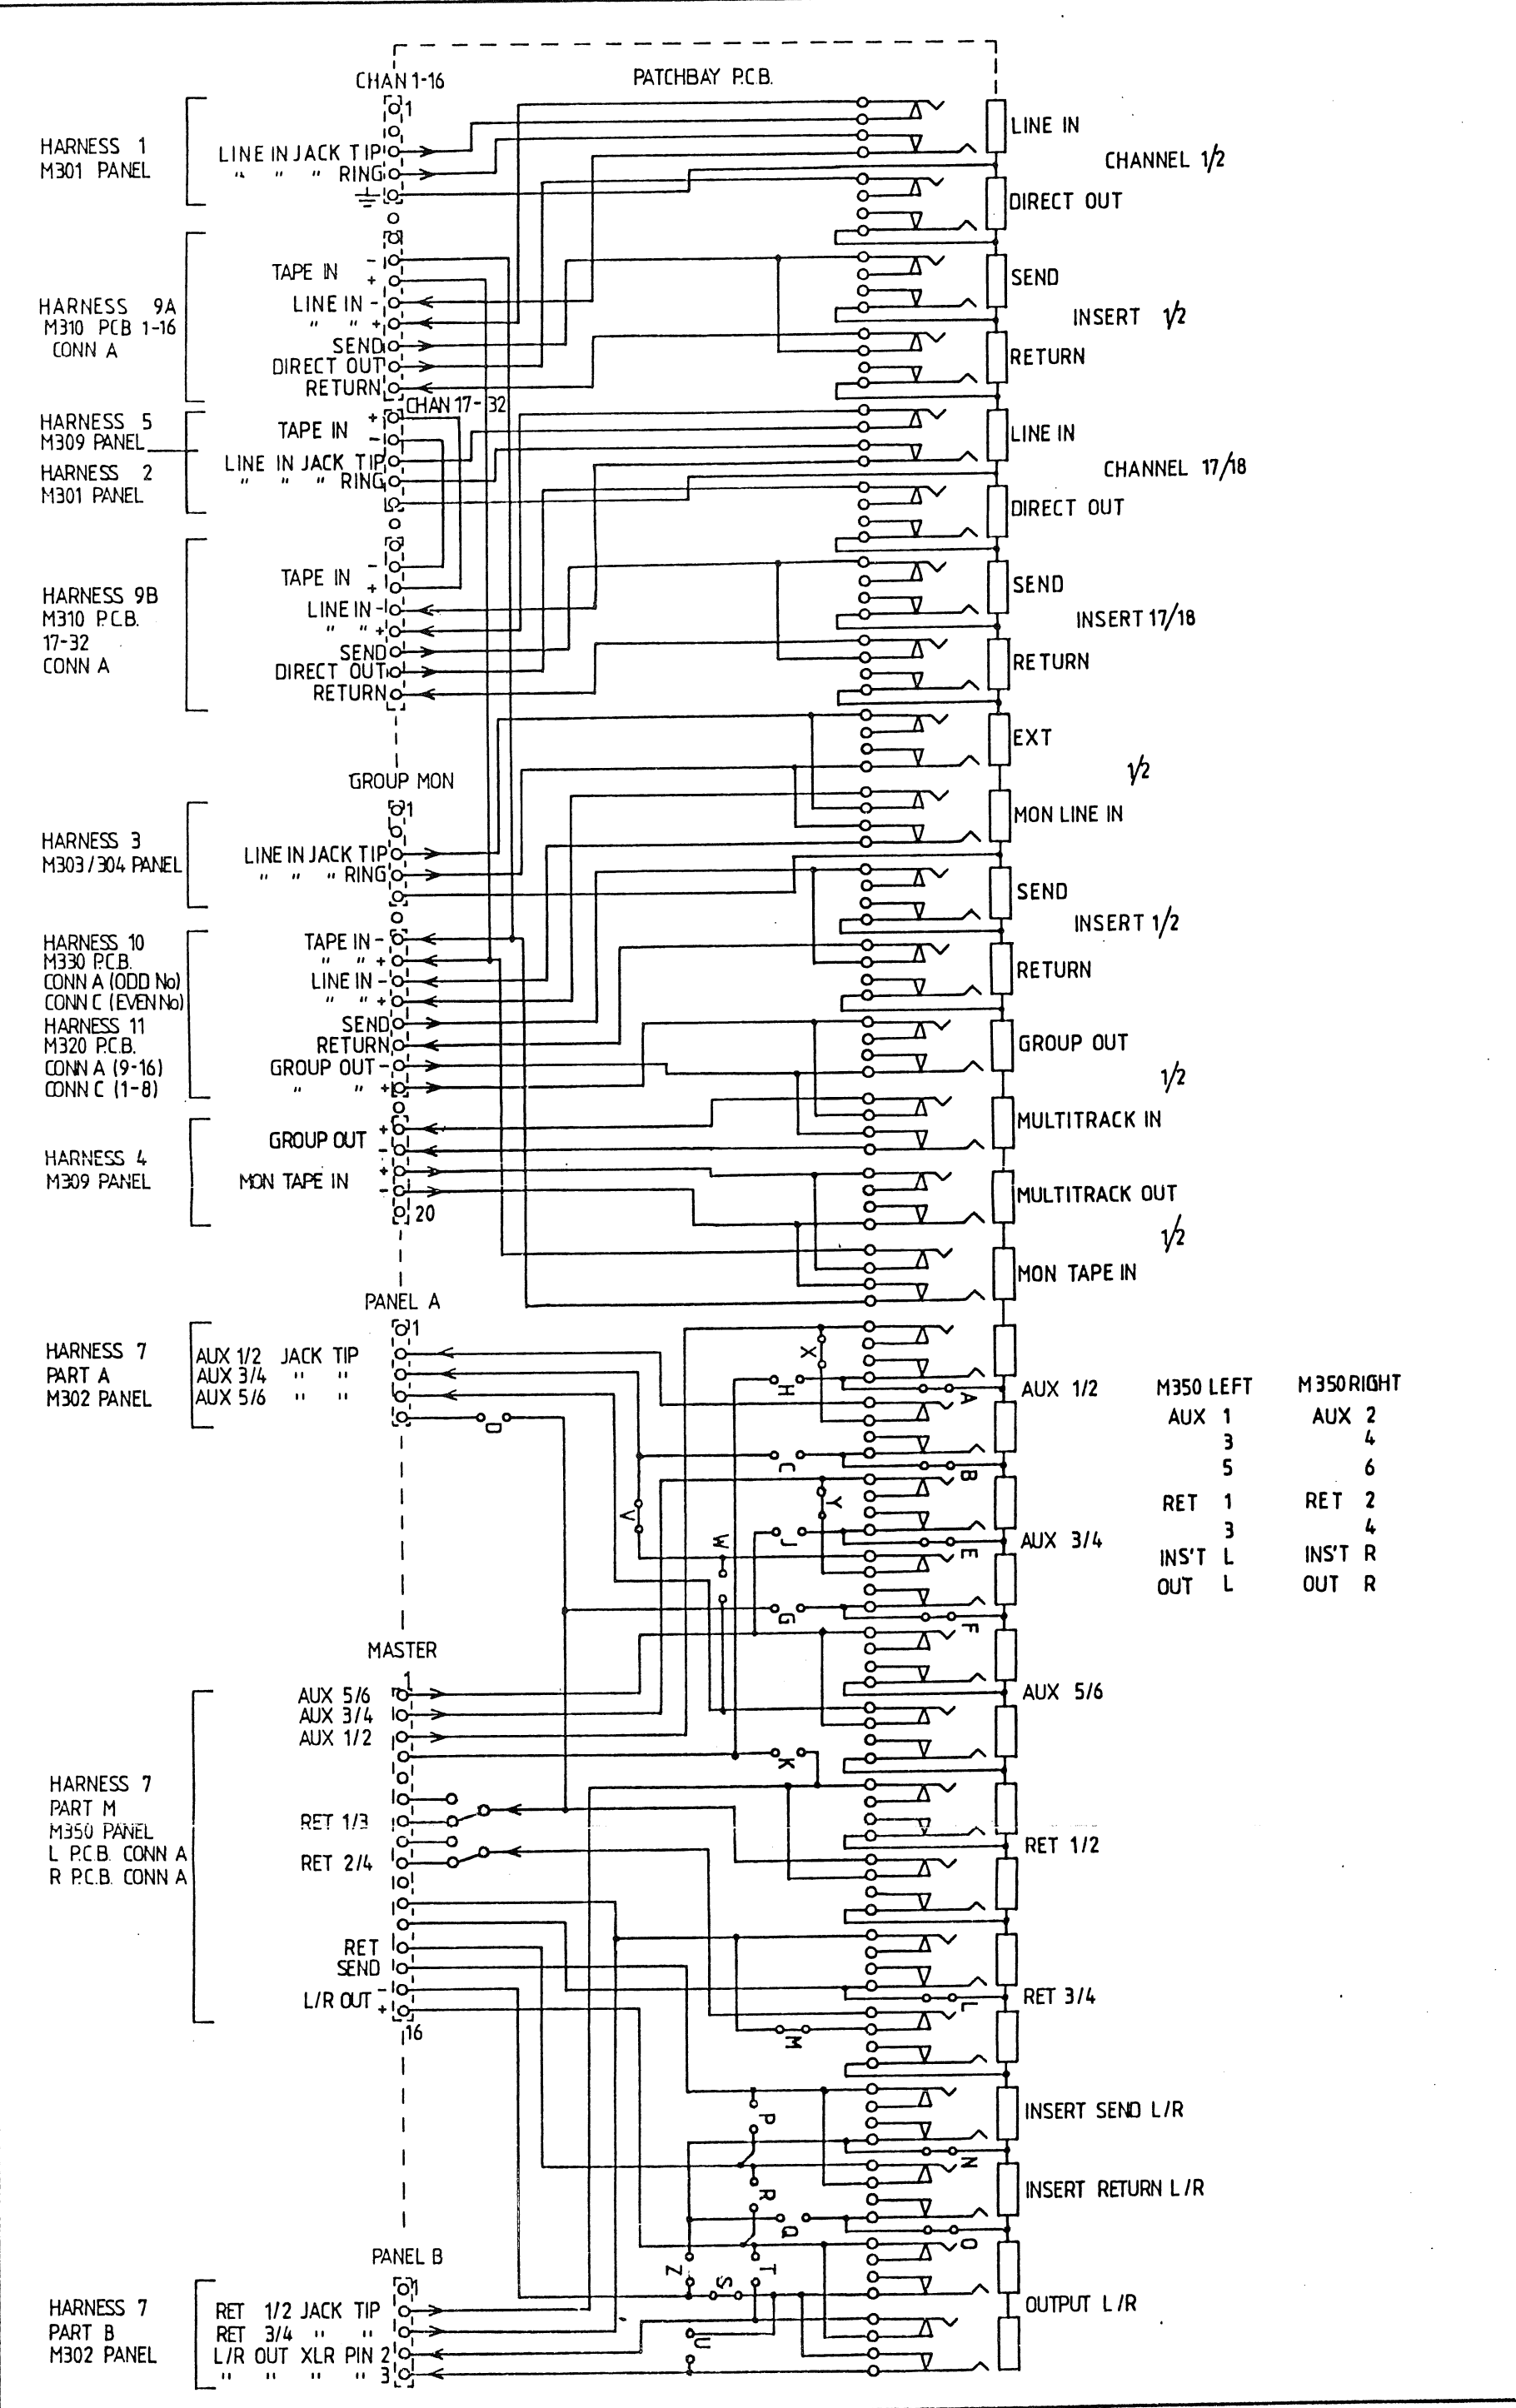 PATCHBAY P.C.B.
CHAN 1-16
1
HARNESS 1
M301 PANEL
LINE IN JACK TIP
" " " RING
LINE IN
CHANNEL 1/2
DIRECT OUT
HARNESS 9A
M310 PCB 1-16
CONN A
TAPE IN -
+
LINE IN -
" " +
SEND
DIRECT OUT
RETURN
SEND
INSERT 1/2
RETURN
CHAN 17-32
HARNESS 5
M309 PANEL
HARNESS 2
M301 PANEL
TAPE IN +
-
LINE IN JACK TIP
" " " RING
LINE IN
CHANNEL 17/18
DIRECT OUT
HARNESS 9B
M310 P.C.B.
17-32
CONN A
TAPE IN -
+
LINE IN -
" " +
SEND
DIRECT OUT
RETURN
SEND
INSERT 17/18
RETURN
EXT
1/2
MON LINE IN
GROUP MON
1
HARNESS 3
M303/304 PANEL
LINE IN JACK TIP
" " " RING
SEND
INSERT 1/2
RETURN
HARNESS 10
M330 P.C.B.
CONN A (ODD No)
CONN C (EVEN No)
HARNESS 11
M320 P.C.B.
CONN A (9-16)
CONN C (1-8)
TAPE IN -
" " +
LINE IN -
" " +
SEND
RETURN
GROUP OUT -
" " +
GROUP OUT
1/2
MULTITRACK IN
HARNESS 4
M309 PANEL
GROUP OUT +
-
MON TAPE IN +
-
20
MULTITRACK OUT
1/2
MON TAPE IN
PANEL A
1
HARNESS 7
PART A
M302 PANEL
AUX 1/2 JACK TIP
AUX 3/4 " "
AUX 5/6 " "
D
X
H
A
C
B
V
Y
W
J
E
G
F
AUX 1/2
AUX 3/4
AUX 5/6
M350 LEFT M350 RIGHT
AUX 1 AUX 2
3 4
5 6
RET 1 RET 2
3 4
INS'T L INS'T R
OUT L OUT R
MASTER
1
AUX 5/6
AUX 3/4
AUX 1/2
HARNESS 7
PART M
M350 PANEL
L P.C.B. CONN A
R P.C.B. CONN A
RET 1/3
RET 2/4
RET
SEND
L/R OUT -
+
16
K
RET 1/2
RET 3/4
L
M
INSERT SEND L/R
P
N
INSERT RETURN L/R
R
Q
O
Z
S
T
U
OUTPUT L/R
PANEL B
1
HARNESS 7
PART B
M302 PANEL
RET 1/2 JACK TIP
RET 3/4 " "
L/R OUT XLR PIN 2
" " " " 3